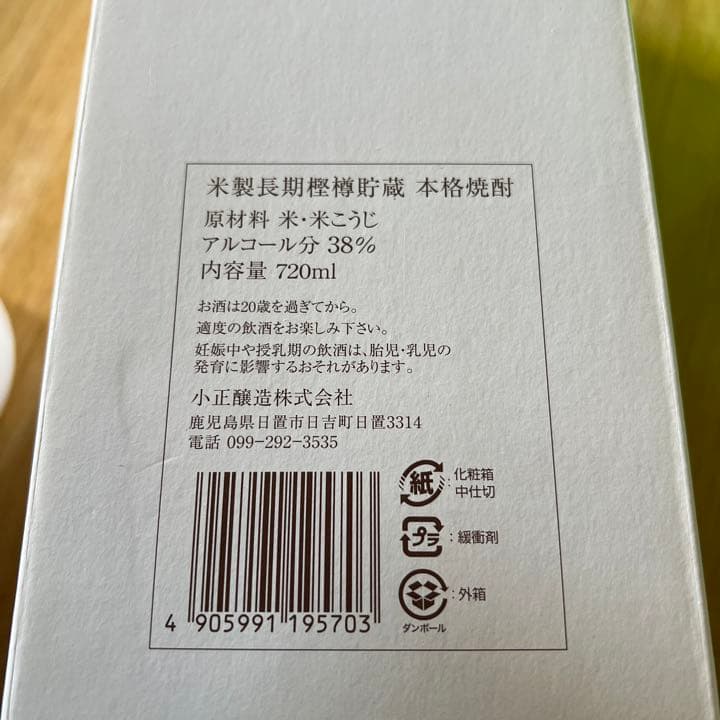 米製長期樫樽貯蔵 本格焼酎
原材料 米・米こうじ
アルコール分 38%
内容量 720ml
お酒は20歳を過ぎてから。
適度の飲酒をお楽しみ下さい。
妊娠中や授乳期の飲酒は、胎児・乳児の
発育に影響するおそれがあります。
小正醸造株式会社
鹿児島県日置市日吉町日置3314
電話 099-292-3535
紙:化粧箱
中仕切
プラ:緩衝剤
:外箱
ダンボール
4 905991 195703